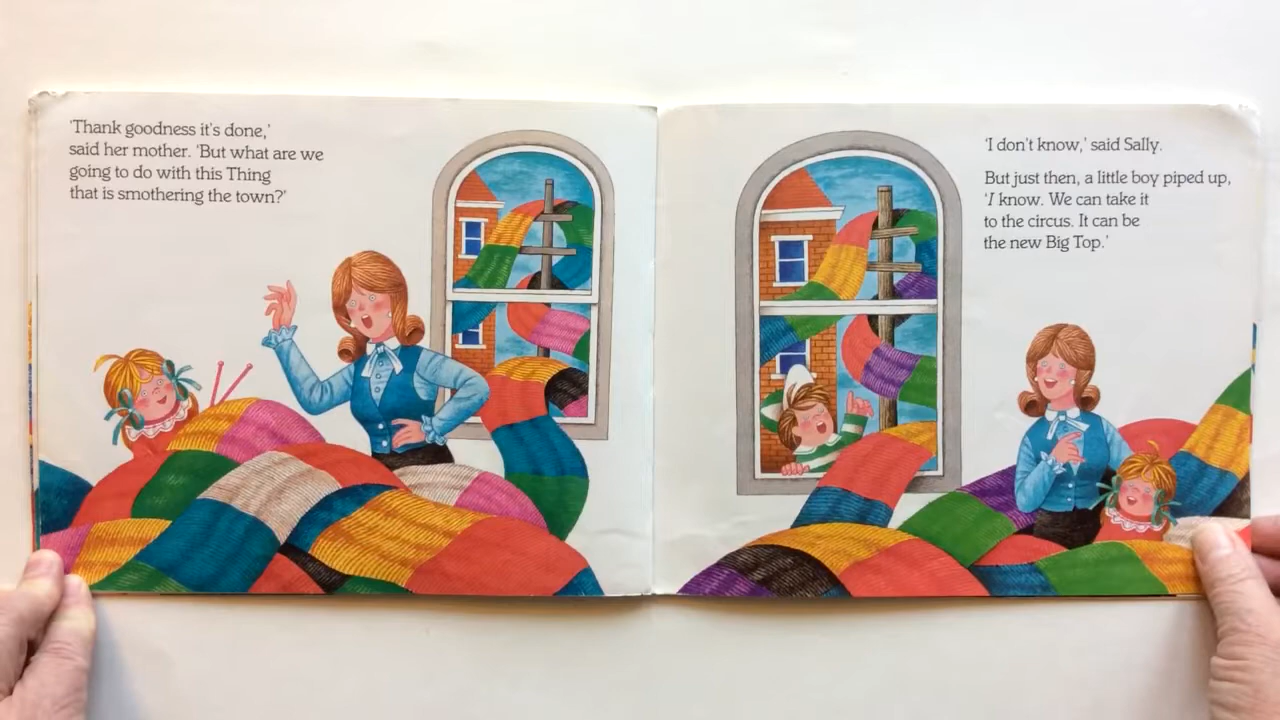 'Thank goodness it's done,'
said her mother. 'But what are we
going to do with this Thing
that is smothering the town?'
'I don't know,' said Sally.
But just then, a little boy piped up,
'I know. We can take it
to the circus. It can be
the new Big Top.'